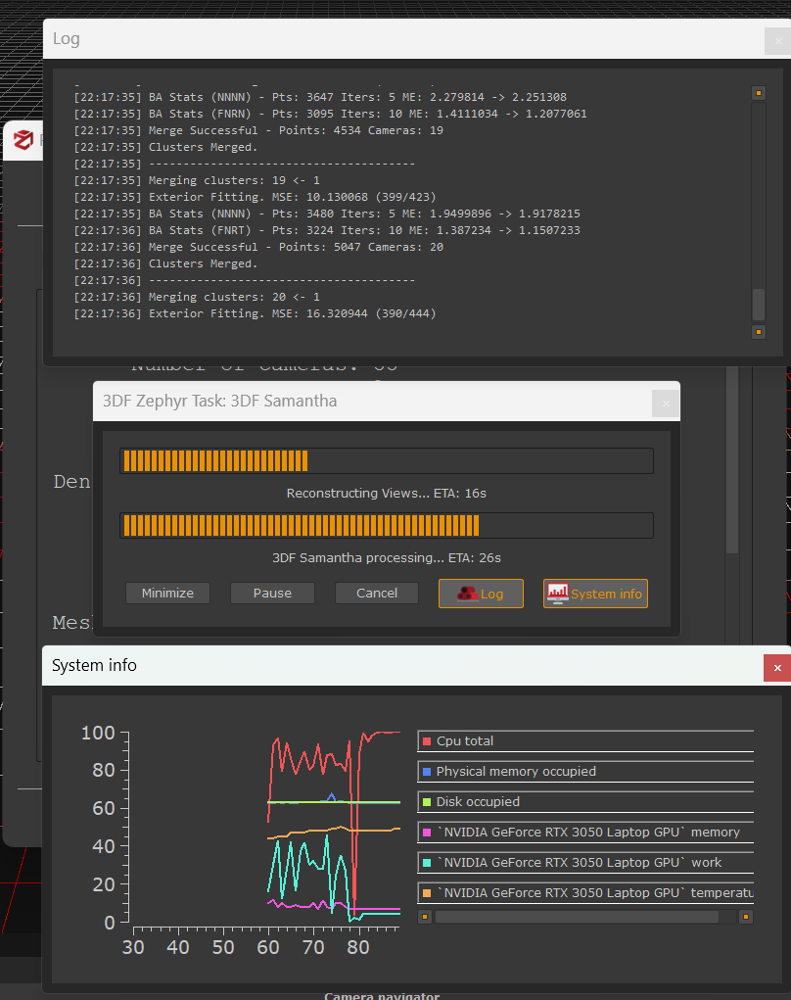 Log
[22:17:35] BA Stats (NNNN) - Pts: 3647 Iters: 5 ME: 2.279814 -> 2.251308
[22:17:35] BA Stats (FNRN) - Pts: 3095 Iters: 10 ME: 1.4111034 -> 1.2077061
[22:17:35] Merge Successful - Points: 4534 Cameras: 19
[22:17:35] Clusters Merged.
[22:17:35] ---------------------------------------
[22:17:35] Merging clusters: 19 <- 1
[22:17:35] Exterior Fitting. MSE: 10.130068 (399/423)
[22:17:35] BA Stats (NNNN) - Pts: 3480 Iters: 5 ME: 1.9499896 -> 1.9178215
[22:17:36] BA Stats (FNRT) - Pts: 3224 Iters: 10 ME: 1.387234 -> 1.1507233
[22:17:36] Merge Successful - Points: 5047 Cameras: 20
[22:17:36] Clusters Merged.
[22:17:36] ---------------------------------------
[22:17:36] Merging clusters: 20 <- 1
[22:17:36] Exterior Fitting. MSE: 16.320944 (390/444)
Number of Cameras:
3DF Zephyr Task: 3DF Samantha
Reconstructing Views... ETA: 16s
Den
3DF Samantha processing... ETA: 26s
Minimize Pause Cancel Log System info
Mes
System info
100
80
60
40
20
0
30 40 50 60 70 80
Cpu total
Physical memory occupied
Disk occupied
`NVIDIA GeForce RTX 3050 Laptop GPU` memory
`NVIDIA GeForce RTX 3050 Laptop GPU` work
`NVIDIA GeForce RTX 3050 Laptop GPU` temperatu
Camera navigator